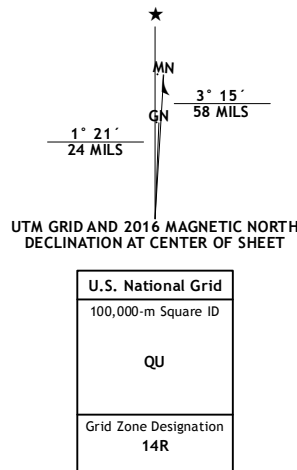 MN
3° 15´
58 MILS
GN
1° 21´
24 MILS
UTM GRID AND 2016 MAGNETIC NORTH
DECLINATION AT CENTER OF SHEET
U.S. National Grid
100,000-m Square ID
QU
Grid Zone Designation
14R